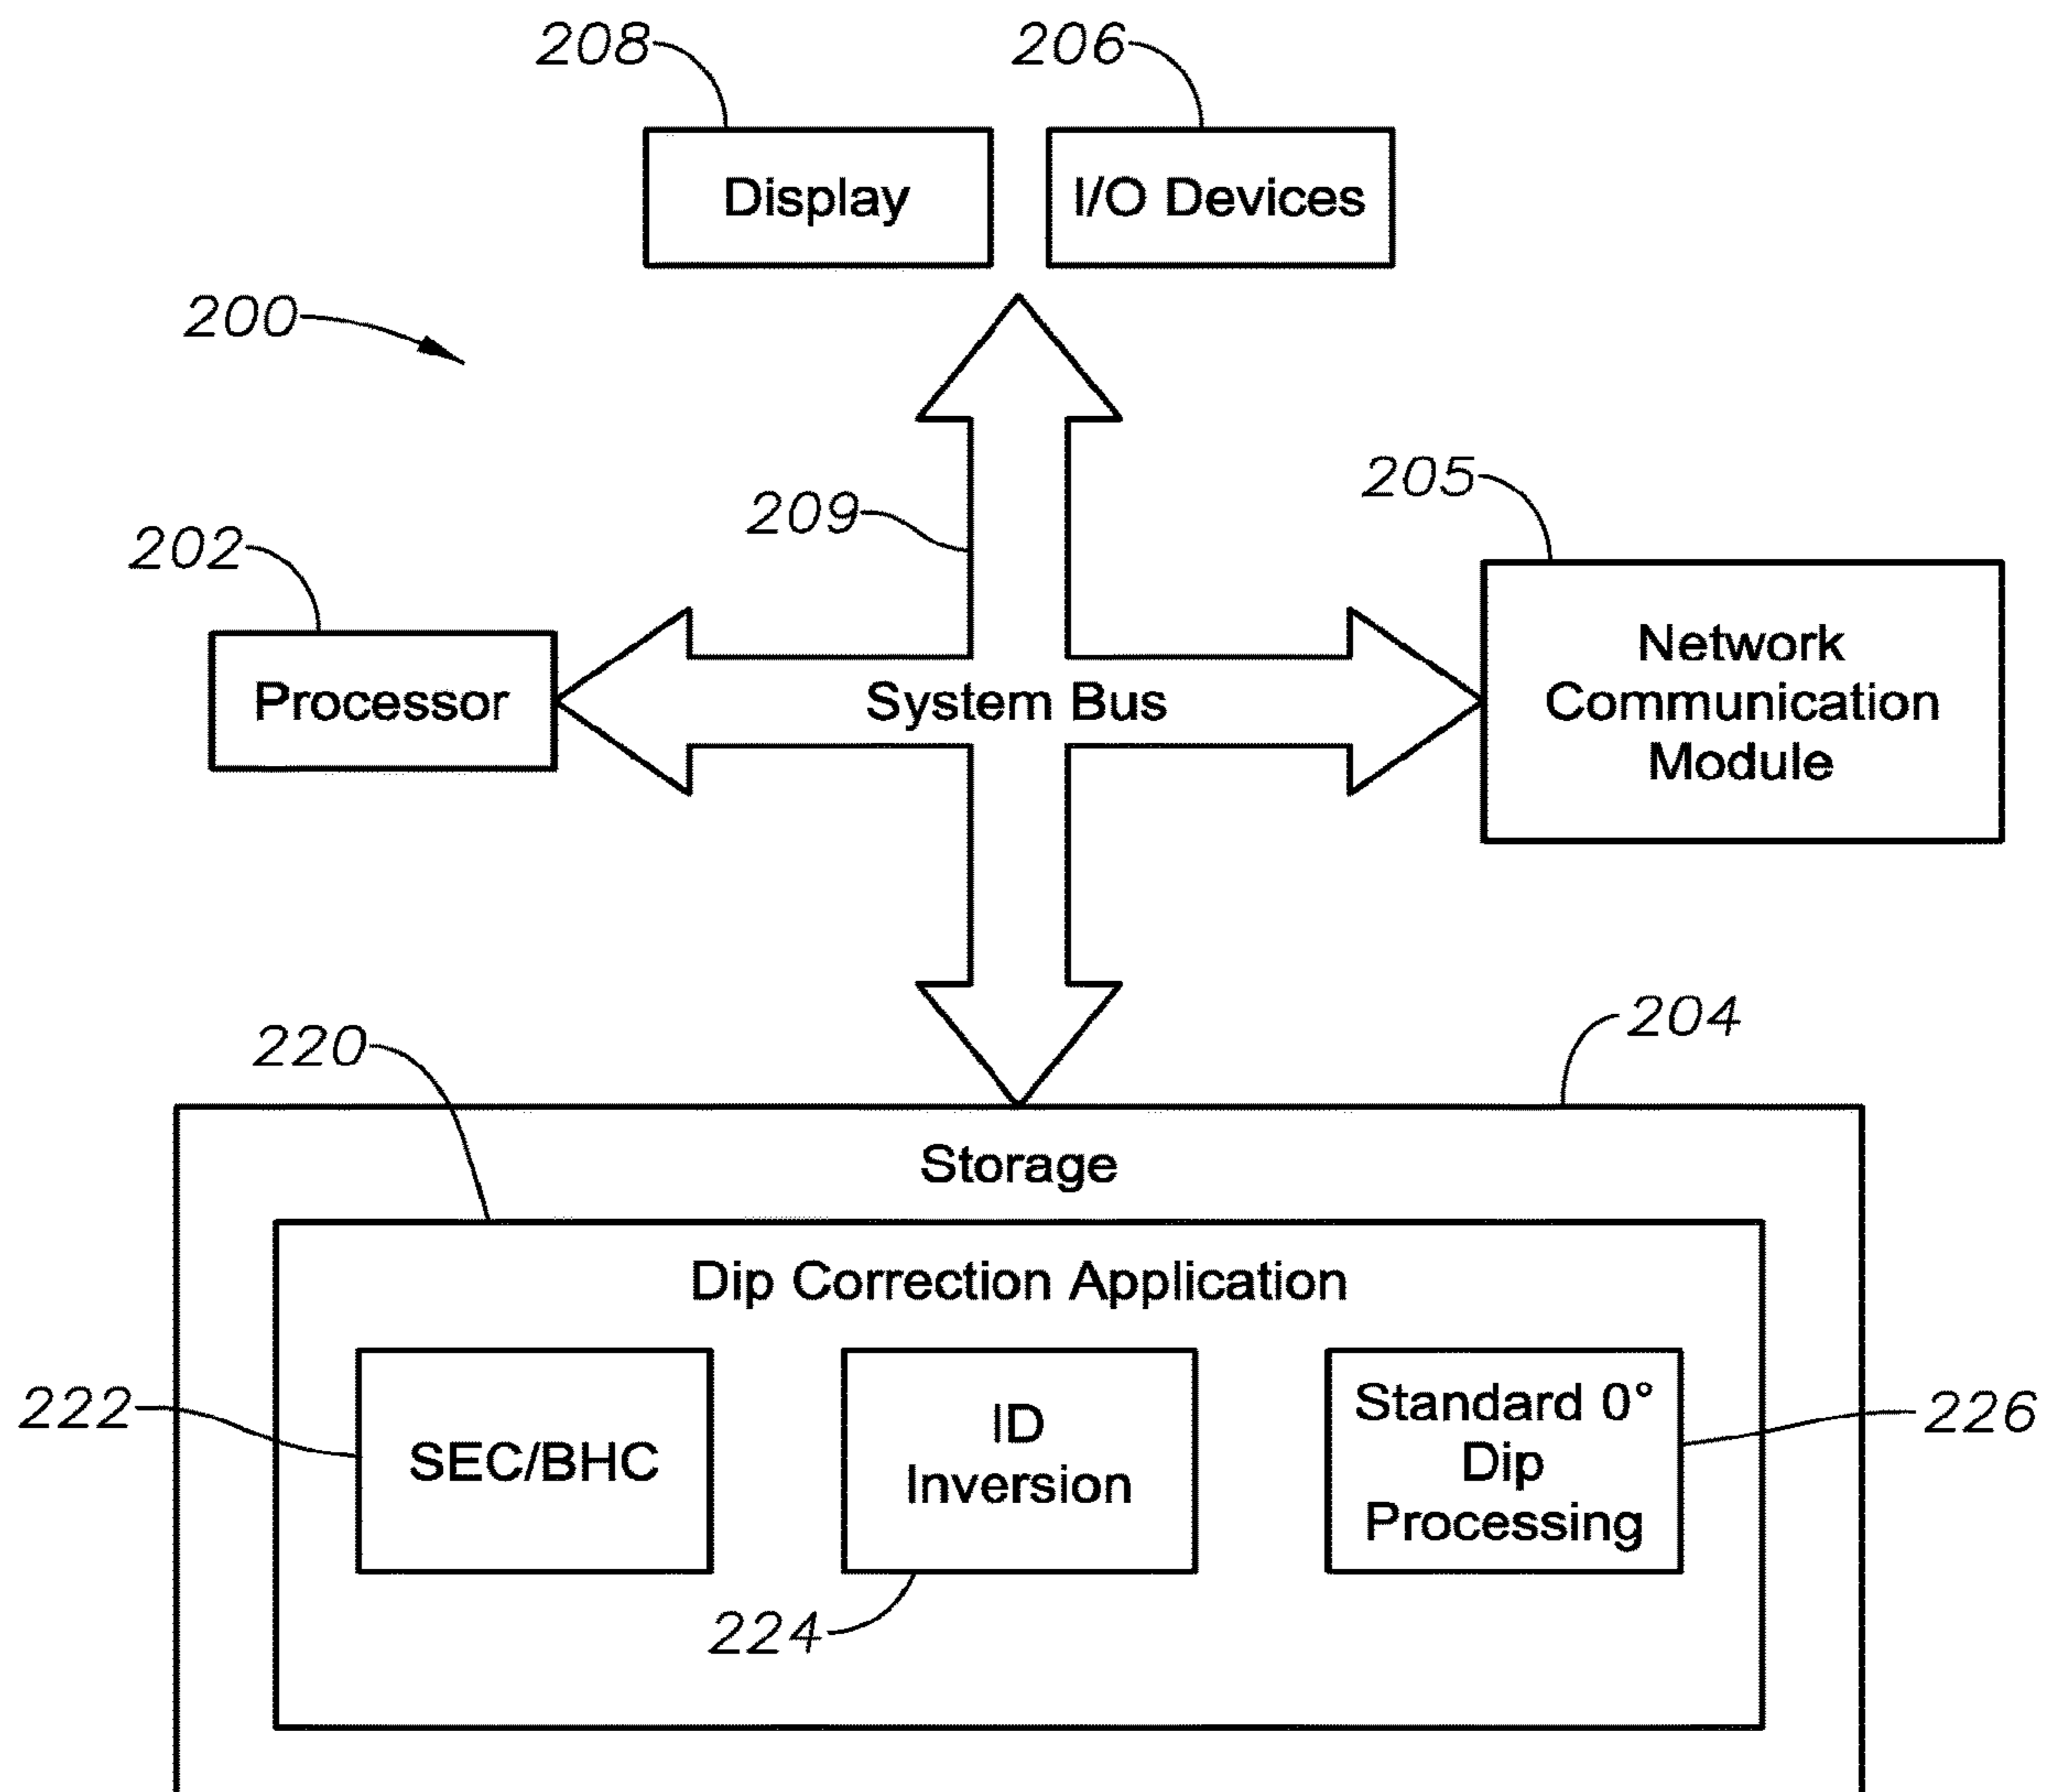 208
206
Display
I/O Devices
200
209
205
202
Network
Communication
Module
Processor
System Bus
204
220
Storage
Dip Correction Application
222
SEC/BHC
ID
Inversion
Standard 0°
Dip
Processing
226
224